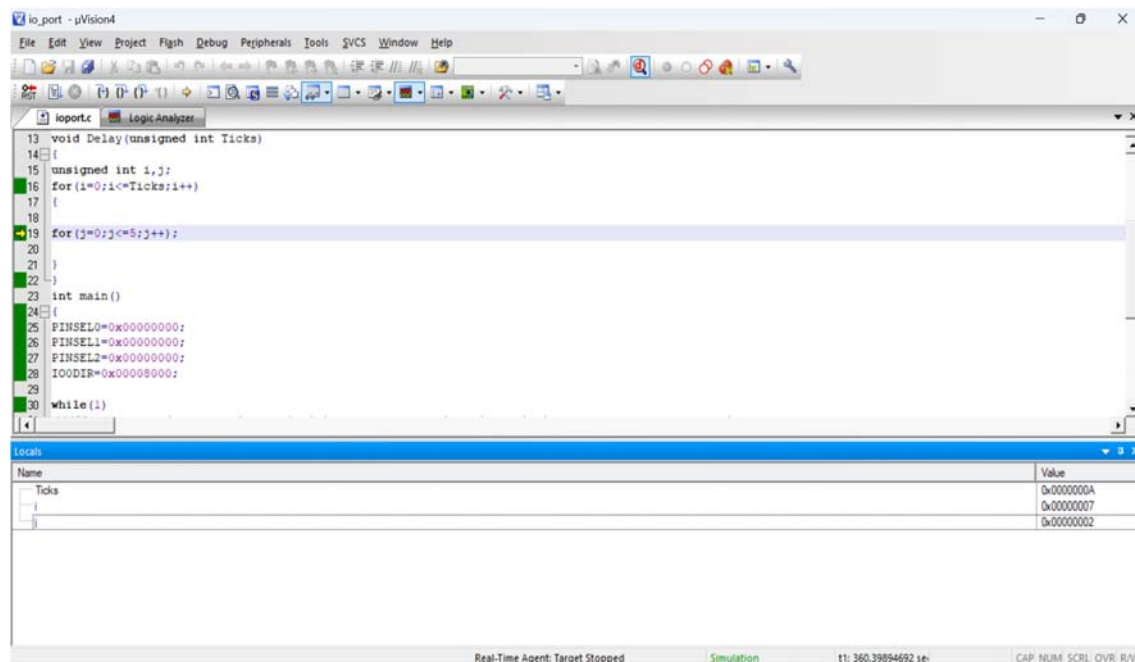 io_port - µVision4
File Edit View Project Flash Debug Peripherals Tools SVCS Window Help
RST
ioport.c Logic Analyzer
13 void Delay(unsigned int Ticks)
14 {
15 unsigned int i,j;
16 for(i=0;i<=Ticks;i++)
17 {
18
19 for(j=0;j<=5;j++);
20
21 }
22 }
23 int main()
24 {
25 PINSEL0=0x00000000;
26 PINSEL1=0x00000000;
27 PINSEL2=0x00000000;
28 IO0DIR=0x00008000;
29
30 while(1)
Locals
Name Value
Ticks 0x0000000A
i 0x00000007
j 0x00000002
Real-Time Agent: Target Stopped Simulation t1: 360.39894692 se CAP NUM SCRL OVR R/W